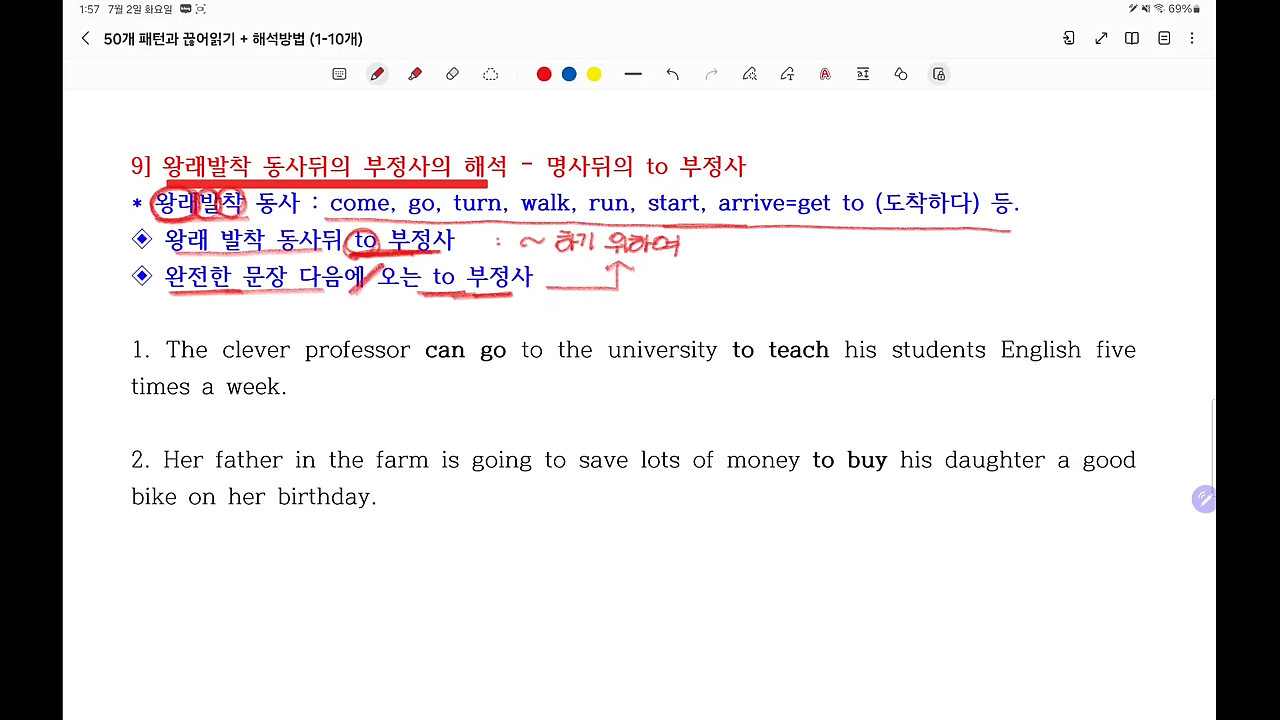 1:57 7월 2일 화요일 69%
50개 패턴과 끊어읽기 + 해석방법 (1-10개)
9] 왕래발착 동사뒤의 부정사의 해석 - 명사뒤의 to 부정사
* 왕래발착 동사 : come, go, turn, walk, run, start, arrive=get to (도착하다) 등.
◈ 왕래 발착 동사뒤 to 부정사 : ~ 하기 위하여
◈ 완전한 문장 다음에 오는 to 부정사
1. The clever professor can go to the university to teach his students English five
times a week.
2. Her father in the farm is going to save lots of money to buy his daughter a good
bike on her birthday.